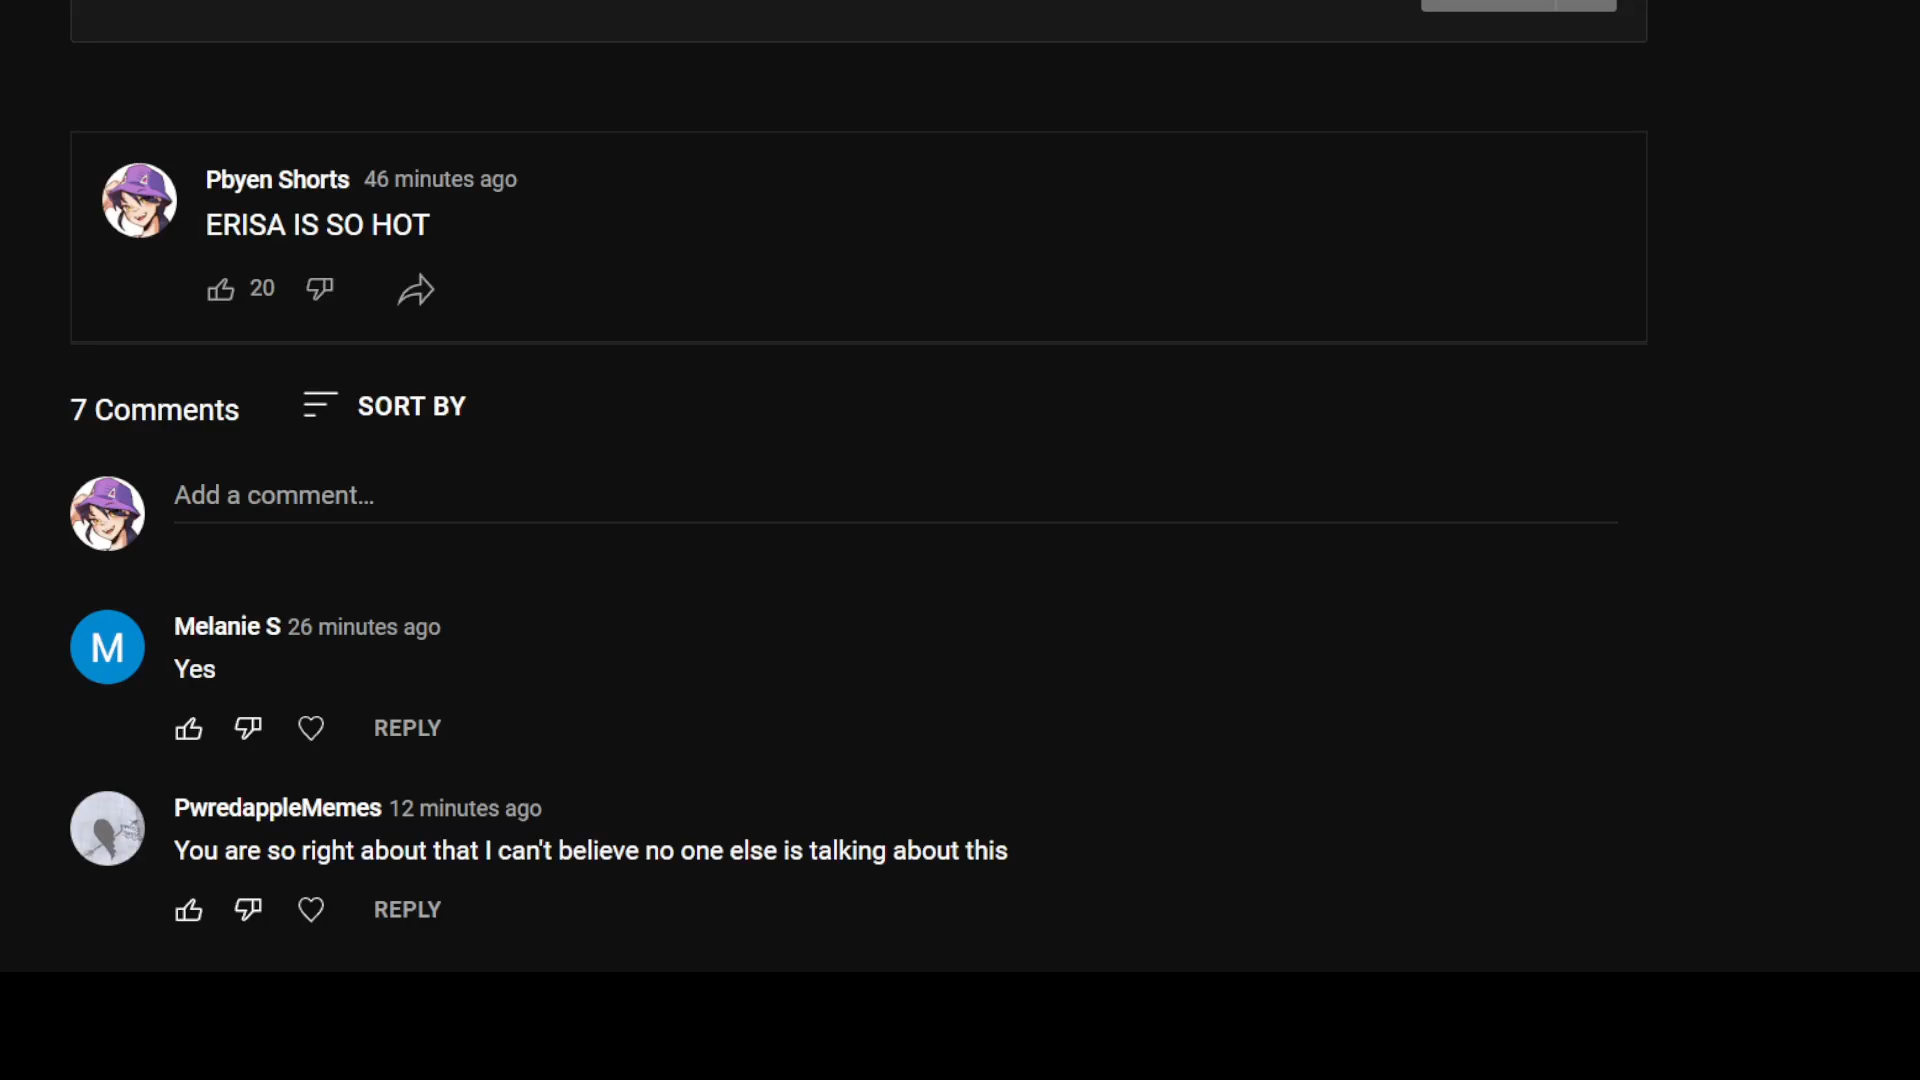 Pbyen Shorts 46 minutes ago
ERISA IS SO HOT
20
7 Comments SORT BY
Add a comment...
M
Melanie S 26 minutes ago
Yes
REPLY
PwredappleMemes 12 minutes ago
You are so right about that I can't believe no one else is talking about this
REPLY